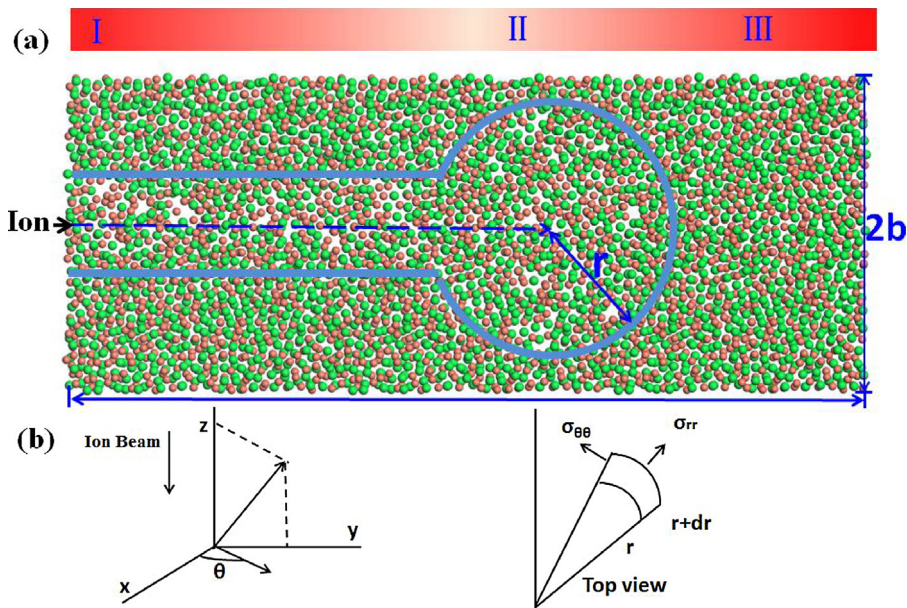 (a)
I II III
Ion
r
2b
(b)
Ion Beam
z
y
x
θ
σθθ
σrr
r+dr
r
Top view